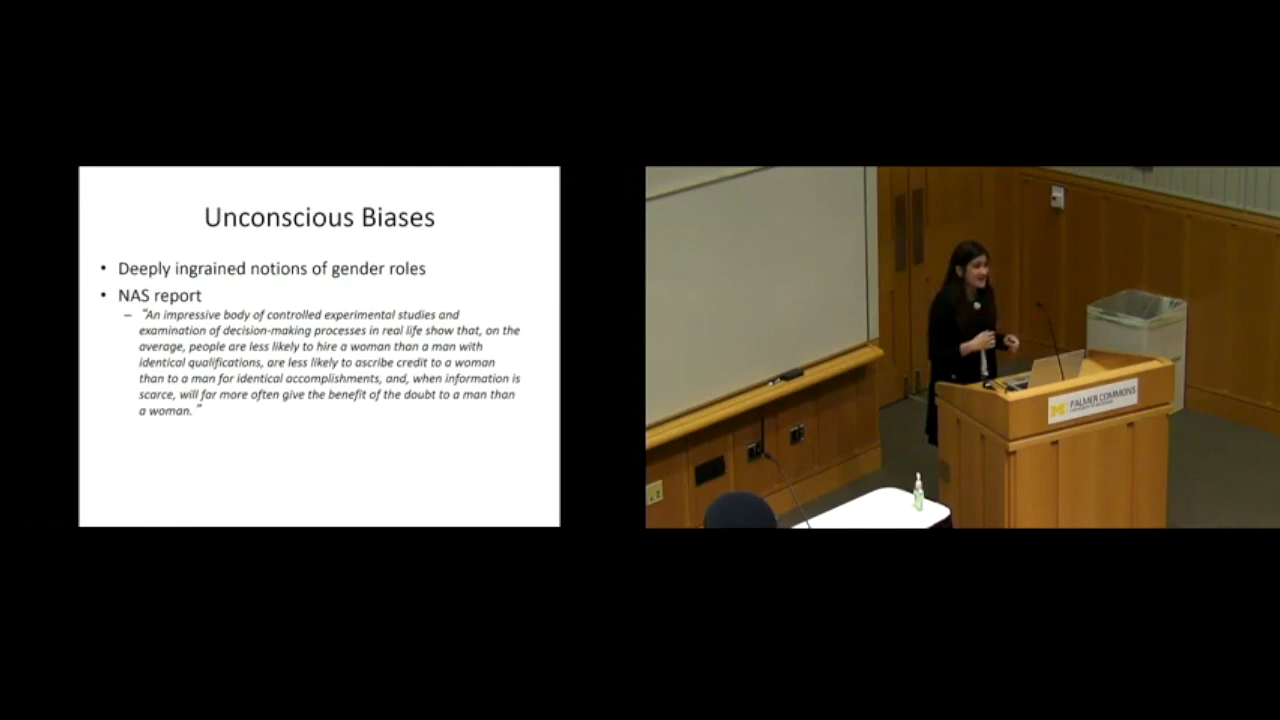 Unconscious Biases
• Deeply ingrained notions of gender roles
• NAS report
– "An impressive body of controlled experimental studies and
examination of decision-making processes in real life show that, on the
average, people are less likely to hire a woman than a man with
identical qualifications, are less likely to ascribe credit to a woman
than to a man for identical accomplishments, and, when information is
scarce, will far more often give the benefit of the doubt to a man than
a woman. "
M PALMER COMMONS